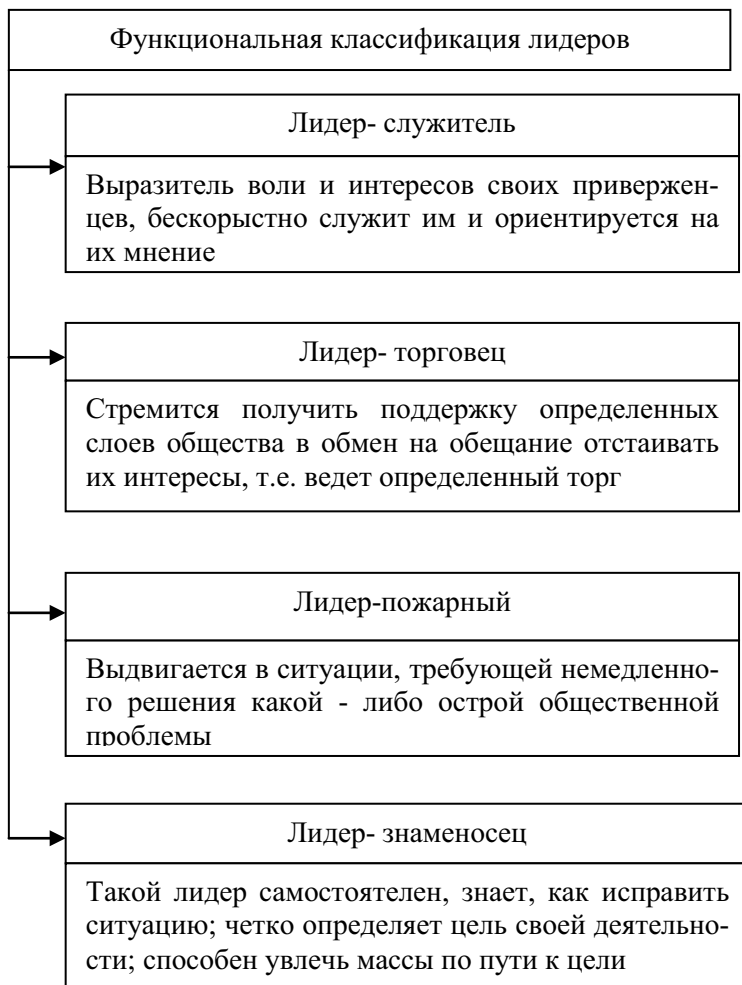 Функциональная классификация лидеров
Лидер- служитель
Выразитель воли и интересов своих привержен-
цев, бескорыстно служит им и ориентируется на
их мнение
Лидер- торговец
Стремится получить поддержку определенных
слоев общества в обмен на обещание отстаивать
их интересы, т.е. ведет определенный торг
Лидер-пожарный
Выдвигается в ситуации, требующей немедленно-
го решения какой - либо острой общественной
проблемы
Лидер- знаменосец
Такой лидер самостоятелен, знает, как исправить
ситуацию; четко определяет цель своей деятельно-
сти; способен увлечь массы по пути к цели